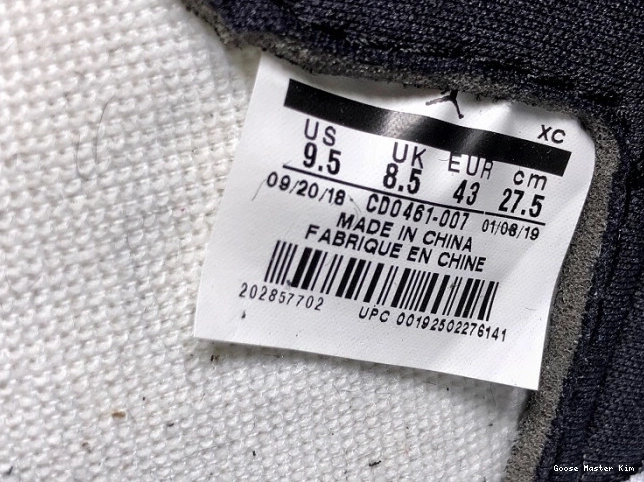 XC
US UK EUR cm
9.5 8.5 43 27.5
09/20/18 CD0461-007 01/06/19
MADE IN CHINA
FABRIQUE EN CHINE
202857702
UPC 00192502276141
Goose Master Kim